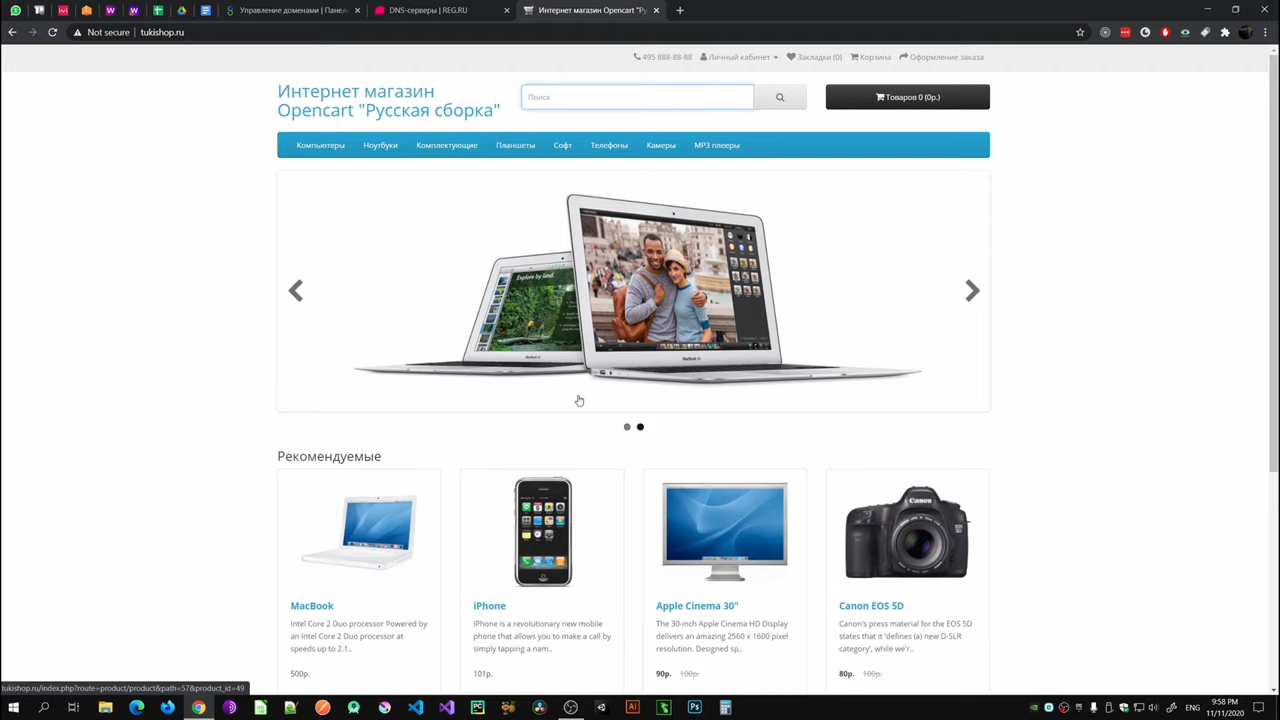 Управление доменами | Панел
DNS-серверы | REG.RU
Интернет магазин Opencart "Ру
Not secure | tukishop.ru
495 888-88-88 Личный кабинет Закладки (0) Корзина Оформление заказа
Интернет магазин
Opencart "Русская сборка"
Поиск
Товаров 0 (0р.)
Компьютеры Ноутбуки Комплектующие Планшеты Софт Телефоны Камеры MP3 плееры
Explore by land.
MacBook Air
Рекомендуемые
Canon
MacBook
Intel Core 2 Duo processor Powered by
an Intel Core 2 Duo processor at
speeds up to 2.1..
500р.
iPhone
iPhone is a revolutionary new mobile
phone that allows you to make a call by
simply tapping a nam..
101р.
Apple Cinema 30"
The 30-inch Apple Cinema HD Display
delivers an amazing 2560 x 1600 pixel
resolution. Designed sp..
90р. 100р.
Canon EOS 5D
Canon's press material for the EOS 5D
states that it 'defines (a) new D-SLR
category', while we'r..
80р. 100р.
tukishop.ru/index.php?route=product/product&path=57&product_id=49
ENG
9:58 PM
11/11/2020